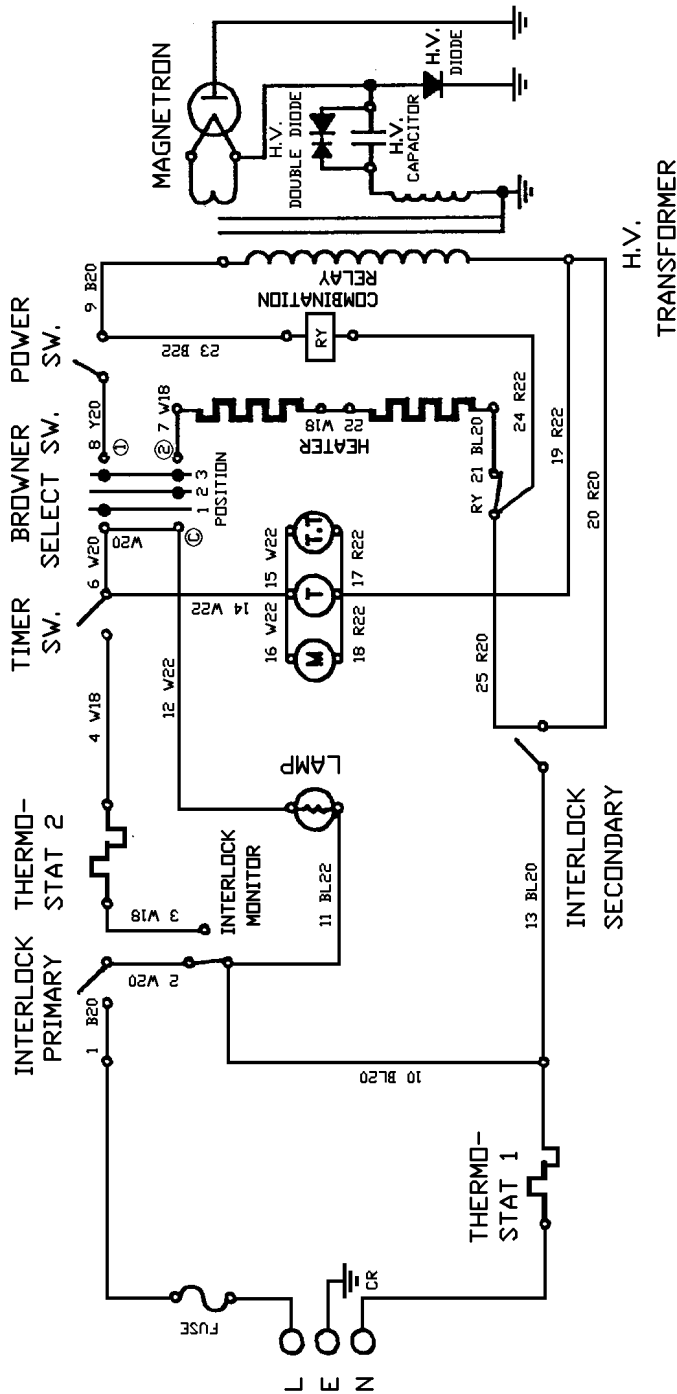 L
E
N
FUSE
CR
THERMO-
STAT 1
INTERLOCK
PRIMARY
1 B20
2 W20
3 W18
INTERLOCK
MONITOR
10 BL20
11 BL22
THERMO-
STAT 2
LAMP
12 W22
4 W18
13 BL20
INTERLOCK
SECONDARY
TIMER
SW.
6 W20
W20
C
14 W22
16 W22
15 W22
M
T
T.T
18 R22
17 R22
BROWNER
SELECT SW.
1 2 3
POSITION
1
2
8 Y20
7 W18
22 W18
HEATER
RY 21 BL20
25 R20
POWER
SW.
9 B20
23 B22
RY
COMBINATION
RELAY
24 R22
19 R22
20 R20
MAGNETRON
H.V.
DOUBLE DIODE
H.V.
CAPACITOR
H.V.
DIODE
H.V.
TRANSFORMER